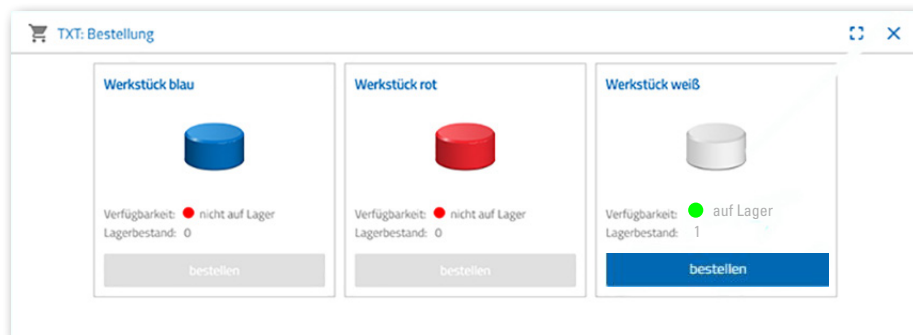 TXT: Bestellung
Werkstück blau
Verfügbarkeit: nicht auf Lager
Lagerbestand: 0
bestellen
Werkstück rot
Verfügbarkeit: nicht auf Lager
Lagerbestand: 0
bestellen
Werkstück weiß
Verfügbarkeit: auf Lager
Lagerbestand: 1
bestellen